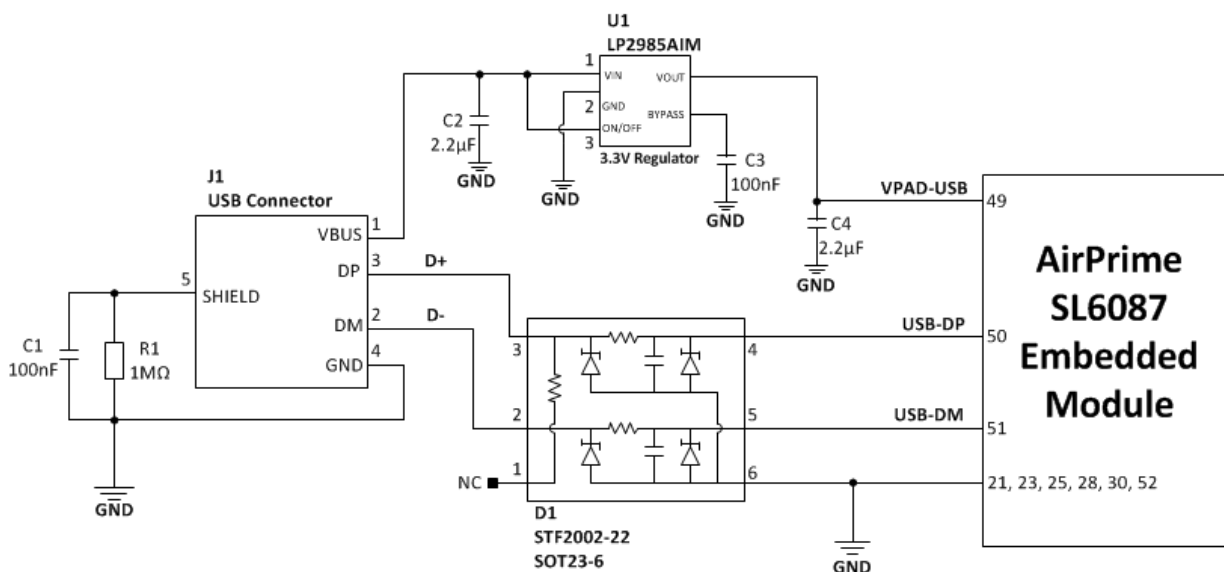 U1
LP2985AIM
1
VIN
VOUT
2
GND
BYPASS
ON/OFF
3
3.3V Regulator
C2
2.2µF
GND
GND
C3
100nF
GND
J1
USB Connector
VBUS
1
DP
3
D+
5
SHIELD
DM
2
D-
GND
4
C1
100nF
R1
1MΩ
GND
VPAD-USB
49
C4
2.2µF
GND
AirPrime
SL6087
Embedded
Module
USB-DP
50
3
4
2
5
USB-DM
51
1
NC
6
21, 23, 25, 28, 30, 52
D1
STF2002-22
SOT23-6
GND